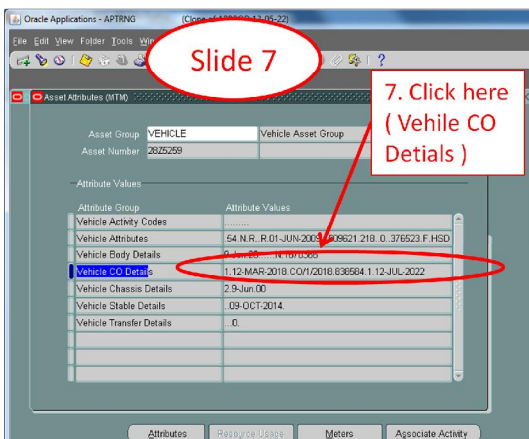 Oracle Applications - APTRNG
File Edit View Folder Tools
Slide 7
7. Click here
( Vehile CO
Detials )
Asset Attributes (MTM)
Asset Group VEHICLE Vehicle Asset Group
Asset Number 28Z5259
Attribute Values
Attribute Group Attribute Values
Vehicle Activity Codes .........
Vehicle Attributes
Vehicle Body Details
Vehicle CO Details 1.12-MAR-2018.CO/1/2018.838584.1.12-JUL-2022
Vehicle Chassis Details 2.9-Jun.00
Vehicle Stable Details ..09-OCT-2014.
Vehicle Transfer Details ...0.
Attributes Resource Usage Meters Associate Activity